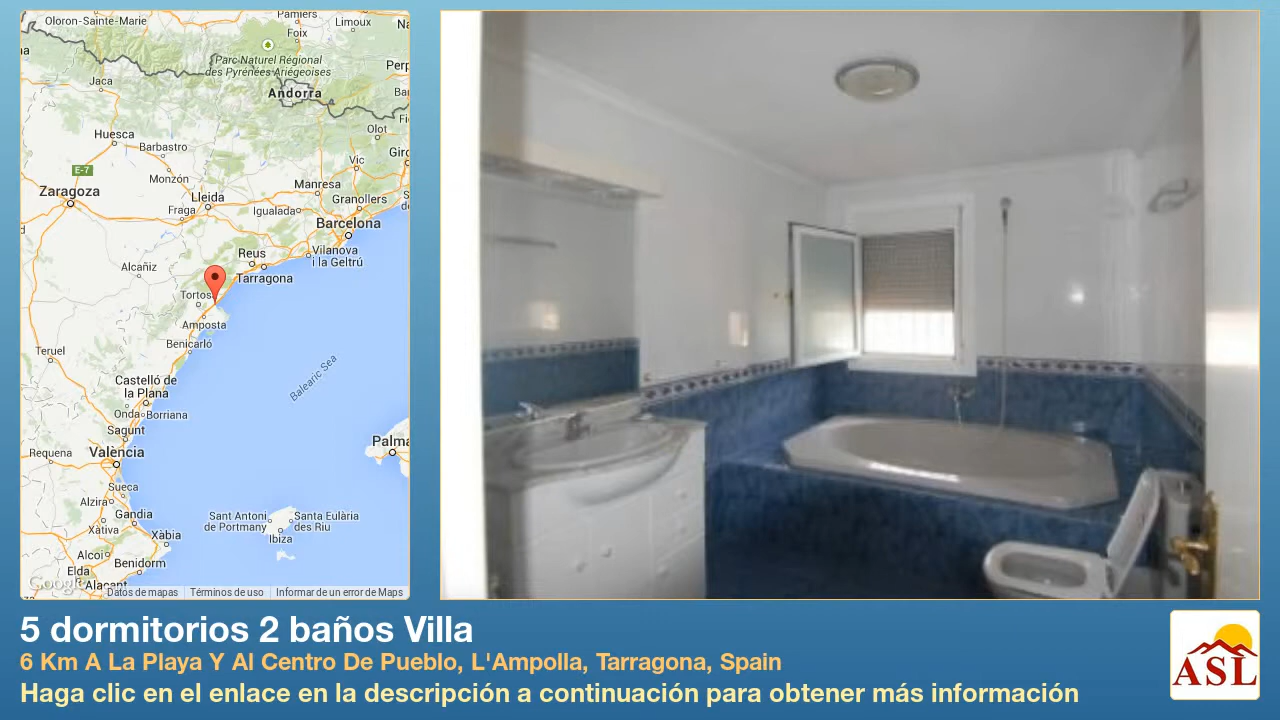 Oloron-Sainte-Marie
Pamiers
Limoux
Foix
Parc Naturel Régional
des Pyrénées Ariégeoises
Perp
Jaca
Andorra
Huesca
Olot
Barbastro
Vic
E-7
Monzón
Manresa
Zaragoza
Lleida
Granollers
Fraga
Igualada
Barcelona
Reus
Vilanova
i la Geltrú
Alcañiz
Tarragona
Tortos
Amposta
Benicarló
Teruel
Balearic Sea
Castelló de
la Plana
Onda
Borriana
Sagunt
Palma
Requena
Valencia
Sueca
Alzira
Gandia
Sant Antoni
de Portmany
Santa Eulària
des Riu
Xàtiva
Xàbia
Ibiza
Alcoi
Benidorm
Elda
Google
Alacant
Datos de mapas
Términos de uso
Informar de un error de Maps
5 dormitorios 2 baños Villa
6 Km A La Playa Y Al Centro De Pueblo, L'Ampolla, Tarragona, Spain
Haga clic en el enlace en la descripción a continuación para obtener más información
ASL